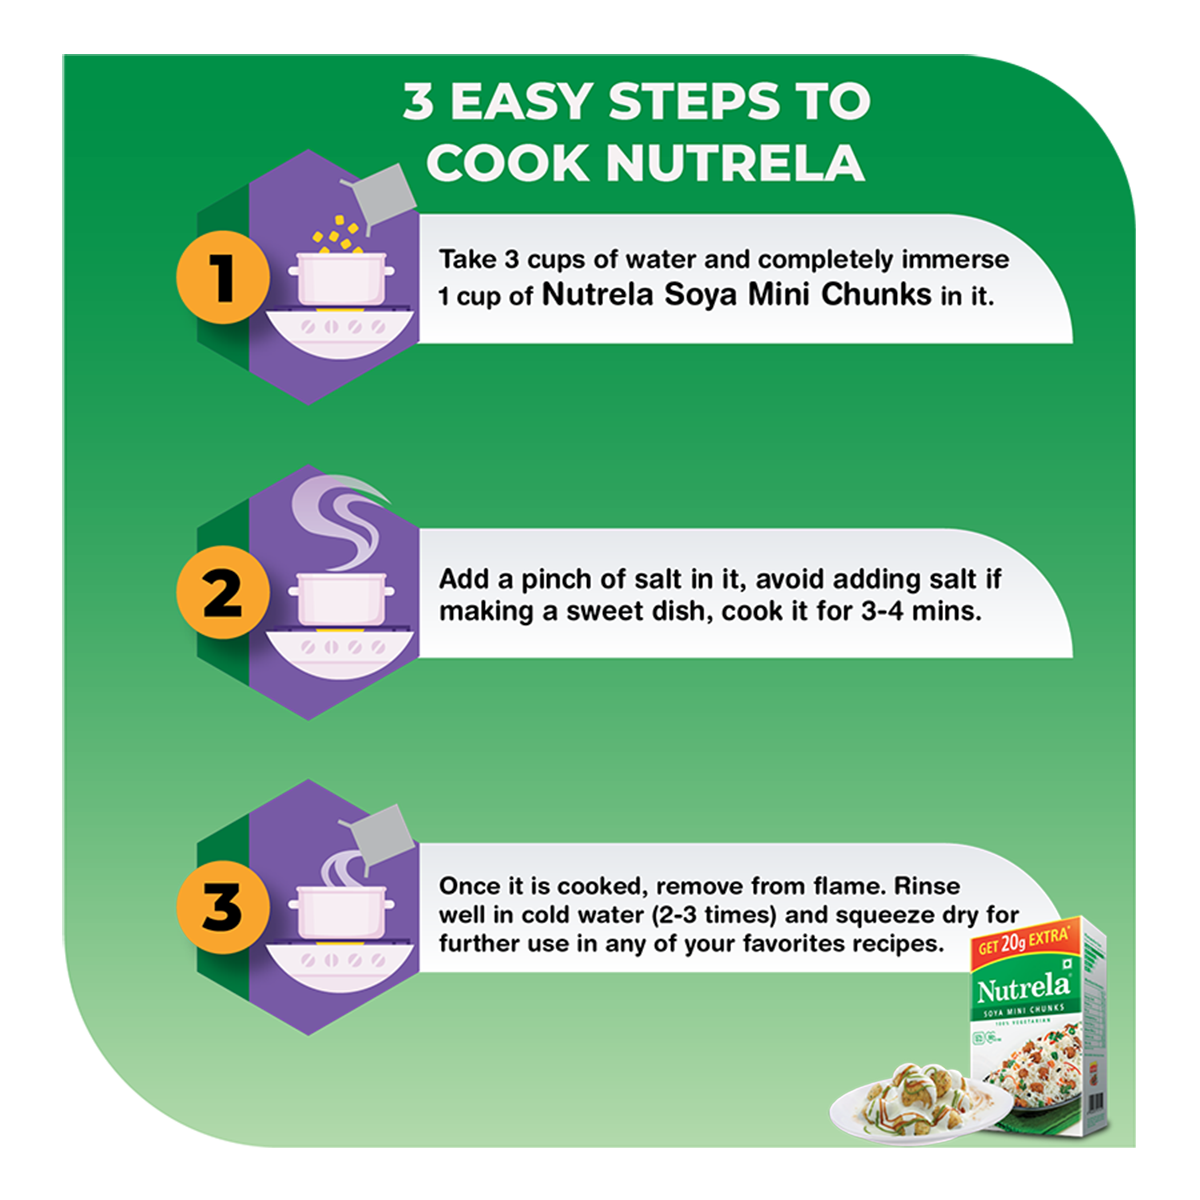 3 EASY STEPS TO
COOK NUTRELA
1
Take 3 cups of water and completely immerse
1 cup of Nutrela Soya Mini Chunks in it.
2
Add a pinch of salt in it, avoid adding salt if
making a sweet dish, cook it for 3-4 mins.
3
Once it is cooked, remove from flame. Rinse
well in cold water (2-3 times) and squeeze dry for
further use in any of your favorites recipes.
GET 20g EXTRA*
Nutrela
SOYA MINI CHUNKS
100% VEGETARIAN